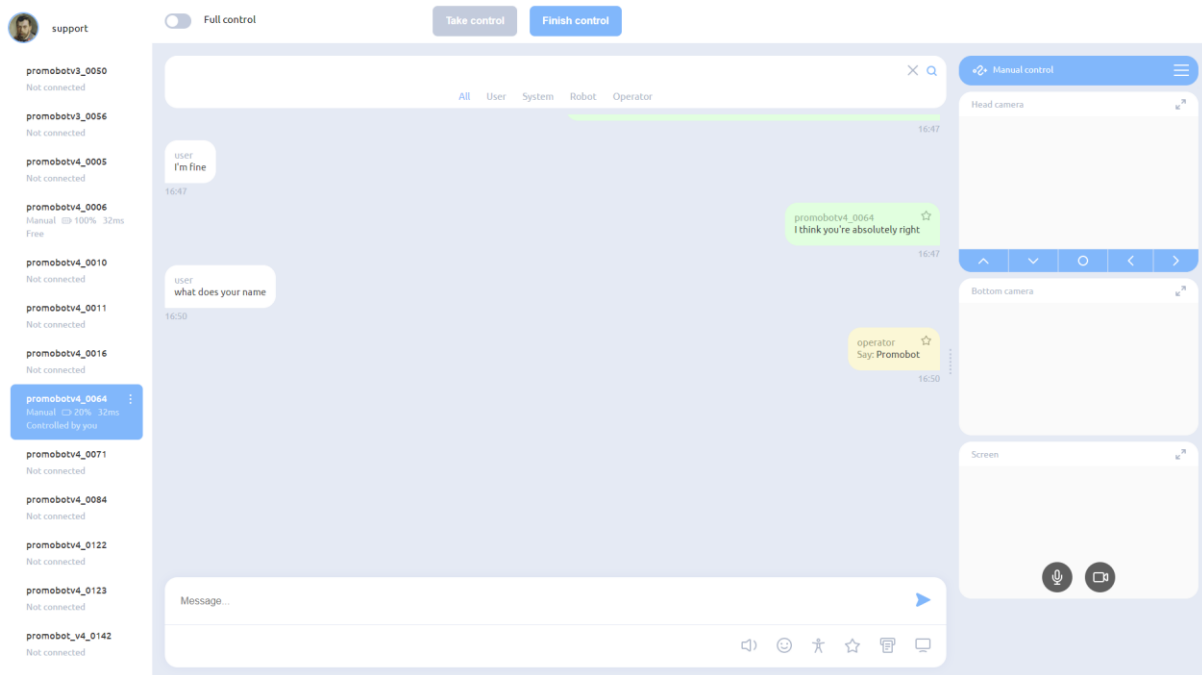 support
promobotv3_0050
Not connected
promobotv3_0056
Not connected
promobotv4_0005
Not connected
promobotv4_0006
Manual 100% 32ms
Free
promobotv4_0010
Not connected
promobotv4_0011
Not connected
promobotv4_0016
Not connected
promobotv4_0064
Manual 20% 32ms
Controlled by you
promobotv4_0071
Not connected
promobotv4_0084
Not connected
promobotv4_0122
Not connected
promobotv4_0123
Not connected
promobot_v4_0142
Not connected
Full control
Take control
Finish control
All User System Robot Operator
16:47
user
I'm fine
16:47
promobotv4_0064
I think you're absolutely right
16:47
user
what does your name
16:50
operator
Say: Promobot
16:50
Message...
Manual control
Head camera
Bottom camera
Screen